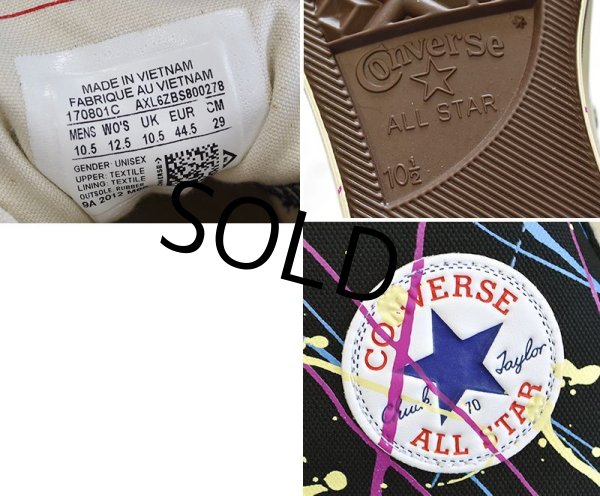 MADE IN VIETNAM
FABRIQUE AU VIETNAM
170801C AXL6ZBS800278
MENS WO'S UK EUR CM
10.5 12.5 10.5 44.5 29
GENDER: UNISEX
UPPER: TEXTILE
LINING: TEXTILE
OUTSOLE: RUBBER
9A 2012
Converse
ALL STAR
10½
SOLD
CONVERSE
Chuck 70 Taylor
ALL STAR